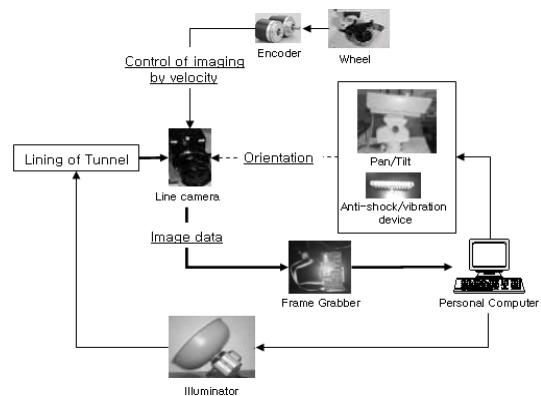 Encoder
Wheel
Control of imaging
by velocity
Lining of Tunnel
Orientation
Pan/Tilt
Line camera
Anti-shock/vibration
device
Image data
Frame Grabber
Personal Computer
Illuminator